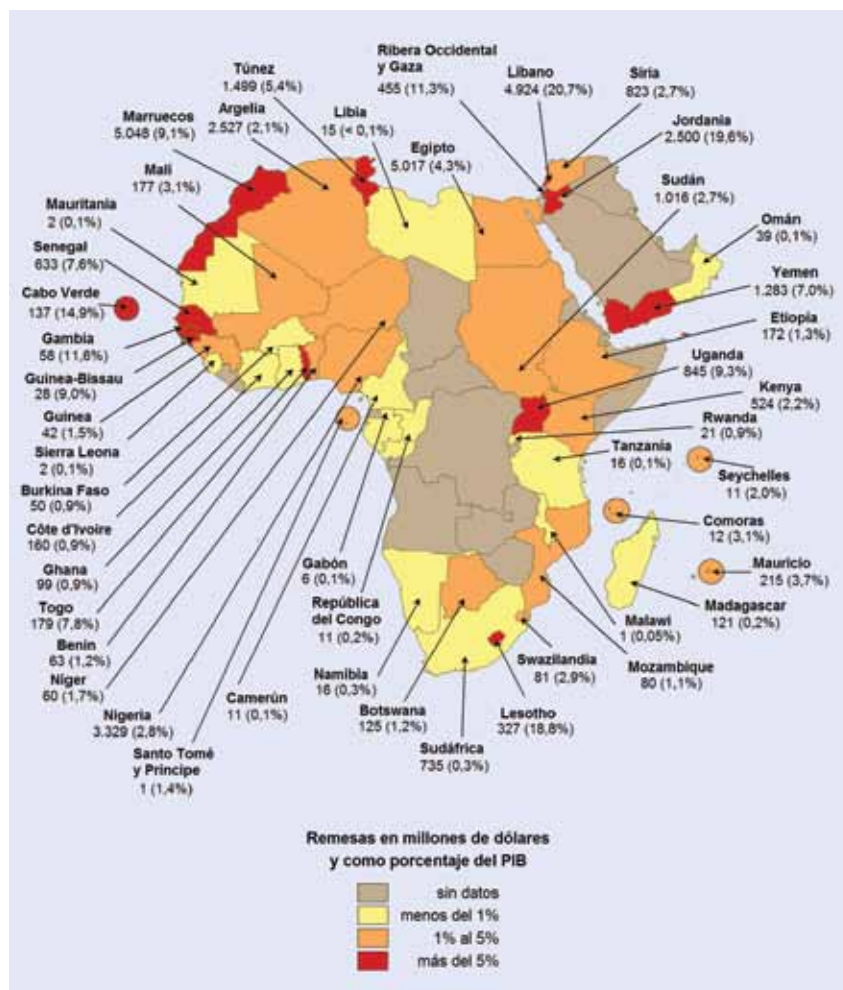 Ribera Occidental
y Gaza
455 (11,3%)
Túnez
1.499 (5,4%)
Líbano
4.924 (20,7%)
Siria
823 (2,7%)
Marruecos
5.048 (9,1%)
Argelia
2.527 (2,1%)
Libia
15 (< 0,1%)
Jordania
2.500 (19,6%)
Malí
177 (3,1%)
Egipto
5.017 (4,3%)
Sudán
1.016 (2,7%)
Mauritania
2 (0,1%)
Omán
39 (0,1%)
Senegal
633 (7,6%)
Yemen
1.283 (7,0%)
Cabo Verde
137 (14,9%)
Etiopia
172 (1,3%)
Gambia
58 (11,6%)
Uganda
845 (9,3%)
Guinea-Bissau
28 (9,0%)
Kenya
524 (2,2%)
Guinea
42 (1,5%)
Rwanda
21 (0,9%)
Sierra Leona
2 (0,1%)
Tanzanía
16 (0,1%)
Seychelles
11 (2,0%)
Burkina Faso
50 (0,9%)
Comoras
12 (3,1%)
Côte d'Ivoire
160 (0,9%)
Gabón
6 (0,1%)
Mauricio
215 (3,7%)
Ghana
99 (0,9%)
República
del Congo
11 (0,2%)
Madagascar
121 (0,2%)
Togo
179 (7,8%)
Malawi
1 (0,05%)
Benin
63 (1,2%)
Swazilandia
81 (2,9%)
Mozambique
80 (1,1%)
Níger
60 (1,7%)
Namibia
16 (0,3%)
Camerún
11 (0,1%)
Nigeria
3.329 (2,8%)
Botswana
125 (1,2%)
Lesotho
327 (18,8%)
Santo Tomé
y Principe
1 (1,4%)
Sudáfrica
735 (0,3%)
Remesas en millones de dólares
y como porcentaje del PIB
sin datos
menos del 1%
1% al 5%
más del 5%